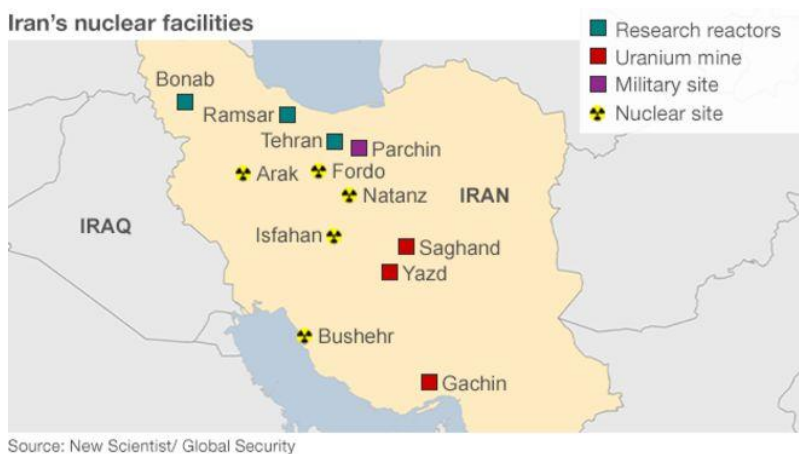 Iran's nuclear facilities
Research reactors
Uranium mine
Military site
Nuclear site
Bonab
Ramsar
Tehran
Parchin
Arak
Fordo
Natanz
IRAN
IRAQ
Isfahan
Saghand
Yazd
Bushehr
Gachin
Source: New Scientist/ Global Security